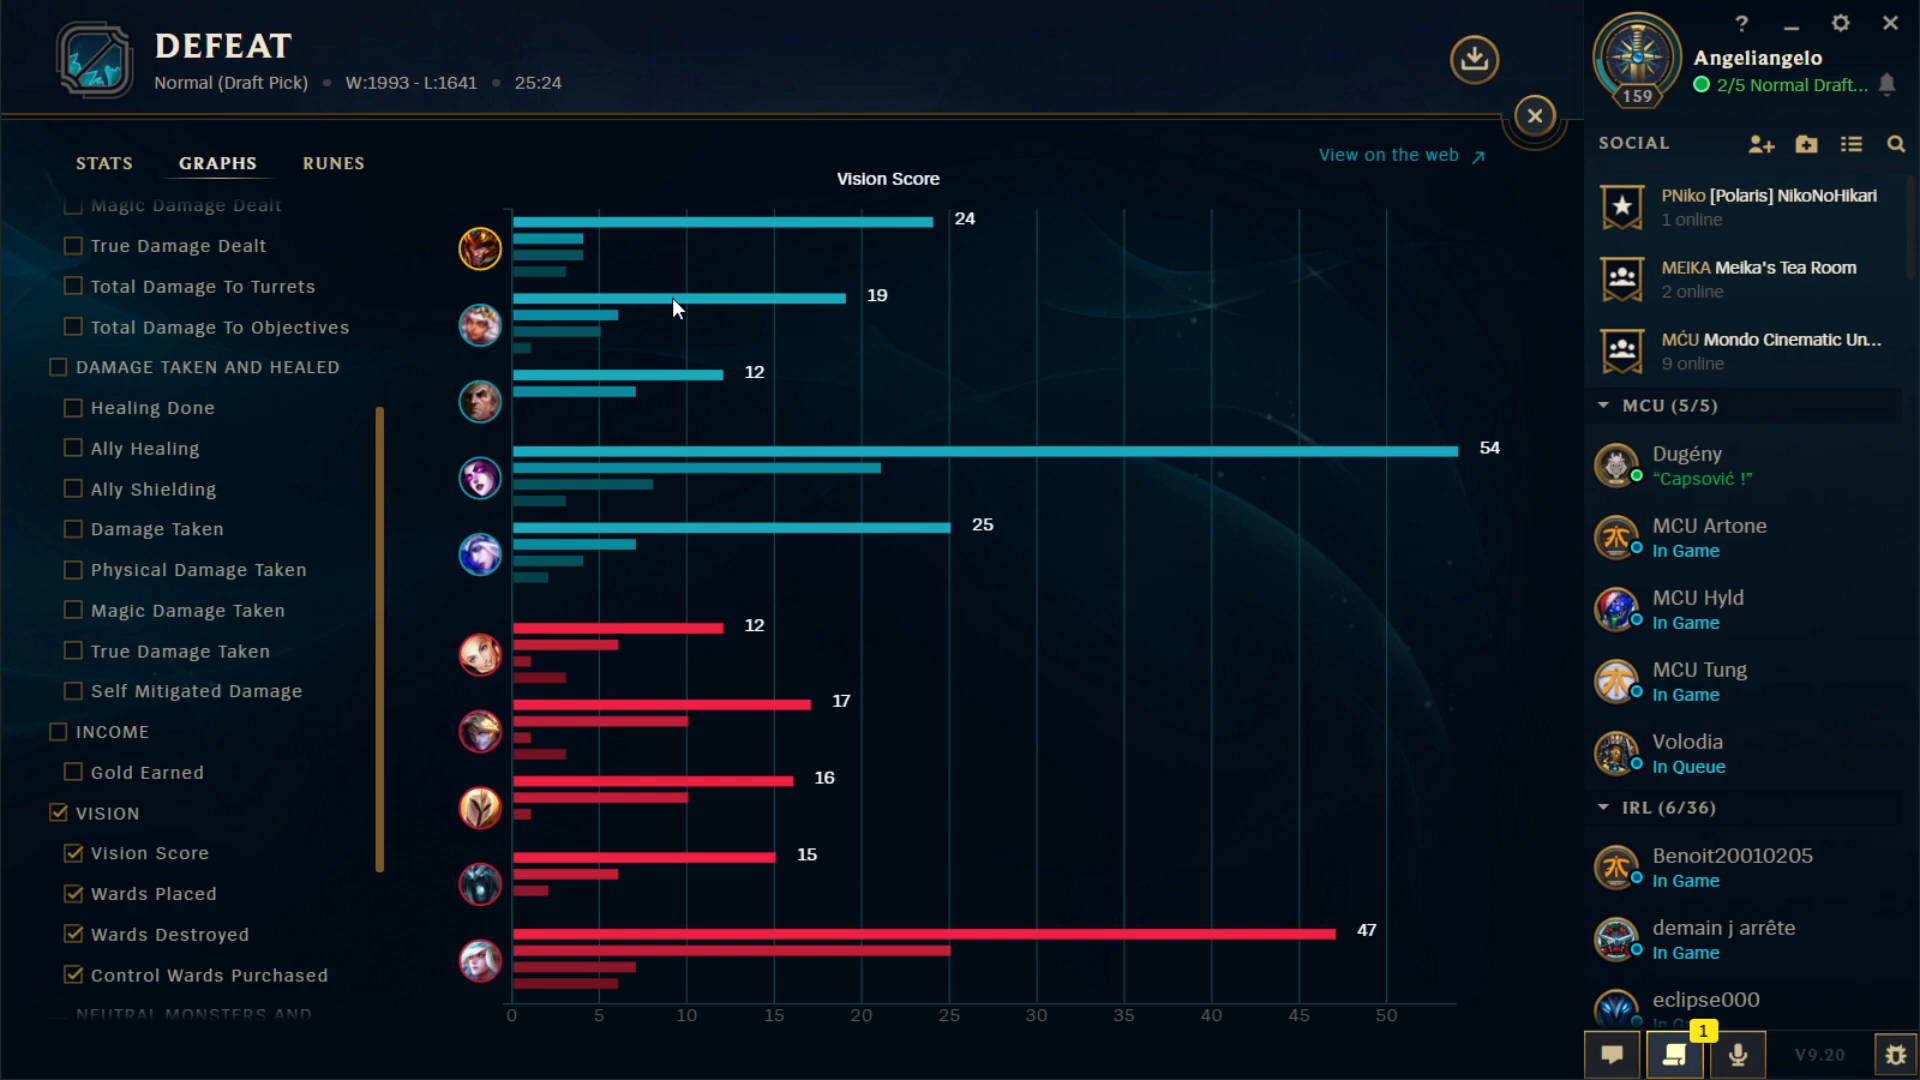 DEFEAT
Normal (Draft Pick) • W:1993 - L:1641 • 25:24
STATS
GRAPHS
RUNES
View on the web
Vision Score
Magic Damage Dealt
True Damage Dealt
Total Damage To Turrets
Total Damage To Objectives
DAMAGE TAKEN AND HEALED
Healing Done
Ally Healing
Ally Shielding
Damage Taken
Physical Damage Taken
Magic Damage Taken
True Damage Taken
Self Mitigated Damage
INCOME
Gold Earned
VISION
Vision Score
Wards Placed
Wards Destroyed
Control Wards Purchased
NEUTRAL MONSTERS AND
24
19
12
54
25
12
17
16
15
47
0 5 10 15 20 25 30 35 40 45 50
?
159
Angeliangelo
2/5 Normal Draft...
SOCIAL
PNiko [Polaris] NikoNoHikari
1 online
MEIKA Meika's Tea Room
2 online
MĆU Mondo Cinematic Un...
9 online
MCU (5/5)
Dugény
“Capsović !”
MCU Artone
In Game
MCU Hyld
In Game
MCU Tung
In Game
Volodia
In Queue
IRL (6/36)
Benoit20010205
In Game
demain j arrête
In Game
eclipse000
1
V9.20